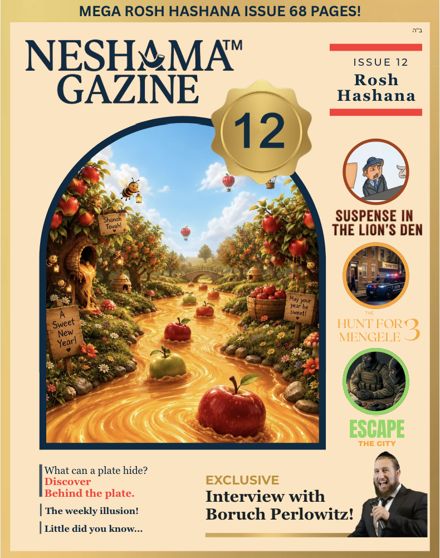 MEGA ROSH HASHANA ISSUE 68 PAGES!
ב"ה
NESHAMA™
GAZINE
ISSUE 12
Rosh
Hashana
12
Shanah
Tovah!
SUSPENSE IN
THE LION'S DEN
A
Sweet
New
Year!
May your
year be
sweet!
THE
HUNT FOR
MENGELE 3
ESCAPE
THE CITY
What can a plate hide?
Discover
Behind the plate.
The weekly illusion!
Little did you know...
EXCLUSIVE
Interview with
Boruch Perlowitz!